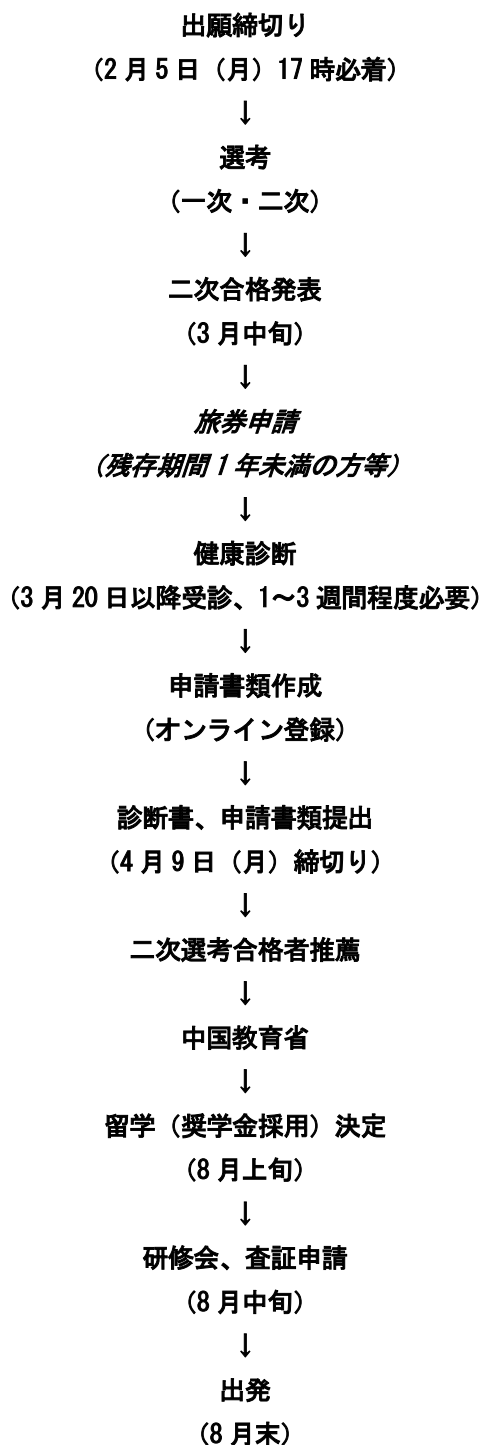 出願締切り
（2月5日（月）17時必着）
↓
選考
（一次・二次）
↓
二次合格発表
（3月中旬）
↓
旅券申請
（残存期間1年未満の方等）
↓
健康診断
（3月20日以降受診、1～3週間程度必要）
↓
申請書類作成
（オンライン登録）
↓
診断書、申請書類提出
（4月9日（月）締切り）
↓
二次選考合格者推薦
↓
中国教育省
↓
留学（奨学金採用）決定
（8月上旬）
↓
研修会、査証申請
（8月中旬）
↓
出発
（8月末）